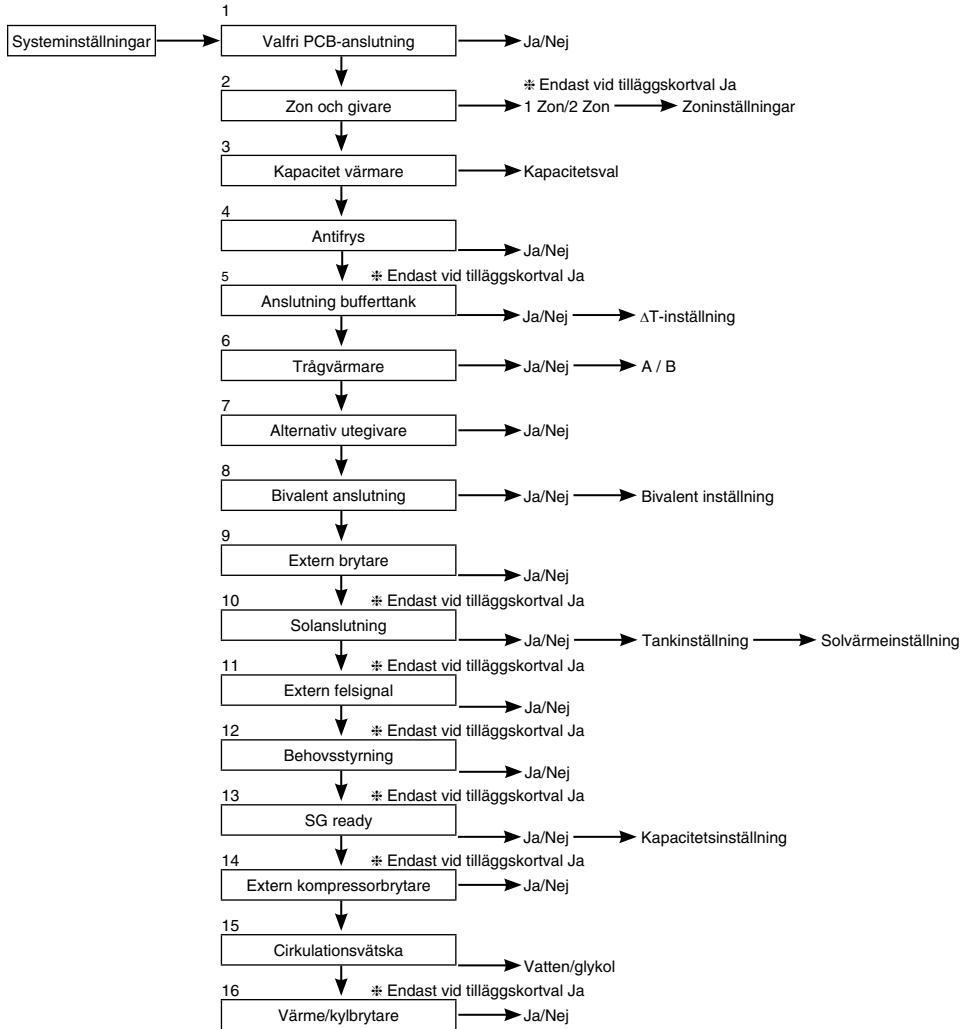 1
Systeminställningar
Valfri PCB-anslutning
Ja/Nej
2
⁜ Endast vid tilläggskortval Ja
Zon och givare
1 Zon/2 Zon
Zoninställningar
3
Kapacitet värmare
Kapacitetsval
4
Antifrys
Ja/Nej
5
⁜ Endast vid tilläggskortval Ja
Anslutning bufferttank
Ja/Nej
∆T-inställning
6
Trågvärmare
Ja/Nej
A / B
7
Alternativ utegivare
Ja/Nej
8
Bivalent anslutning
Ja/Nej
Bivalent inställning
9
Extern brytare
Ja/Nej
10
⁜ Endast vid tilläggskortval Ja
Solanslutning
Ja/Nej
Tankinställning
Solvärmeinställning
11
⁜ Endast vid tilläggskortval Ja
Extern felsignal
Ja/Nej
12
⁜ Endast vid tilläggskortval Ja
Behovsstyrning
Ja/Nej
13
⁜ Endast vid tilläggskortval Ja
SG ready
Ja/Nej
Kapacitetsinställning
14
⁜ Endast vid tilläggskortval Ja
Extern kompressorbrytare
Ja/Nej
15
Cirkulationsvätska
Vatten/glykol
16
⁜ Endast vid tilläggskortval Ja
Värme/kylbrytare
Ja/Nej